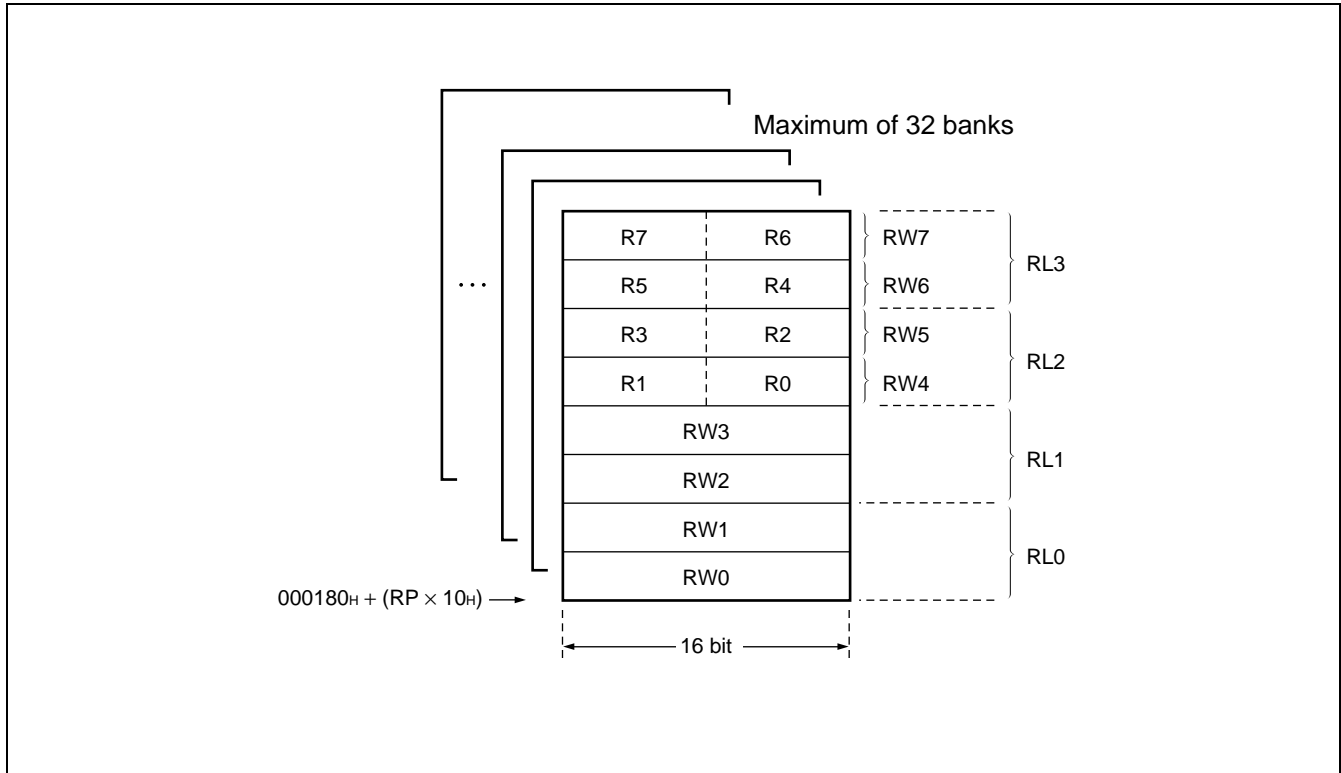 Maximum of 32 banks
R7 R6 RW7
RL3
... R5 R4 RW6
R3 R2 RW5
RL2
R1 R0 RW4
RW3
RL1
RW2
RW1
RL0
RW0
000180H + (RP × 10H)
16 bit